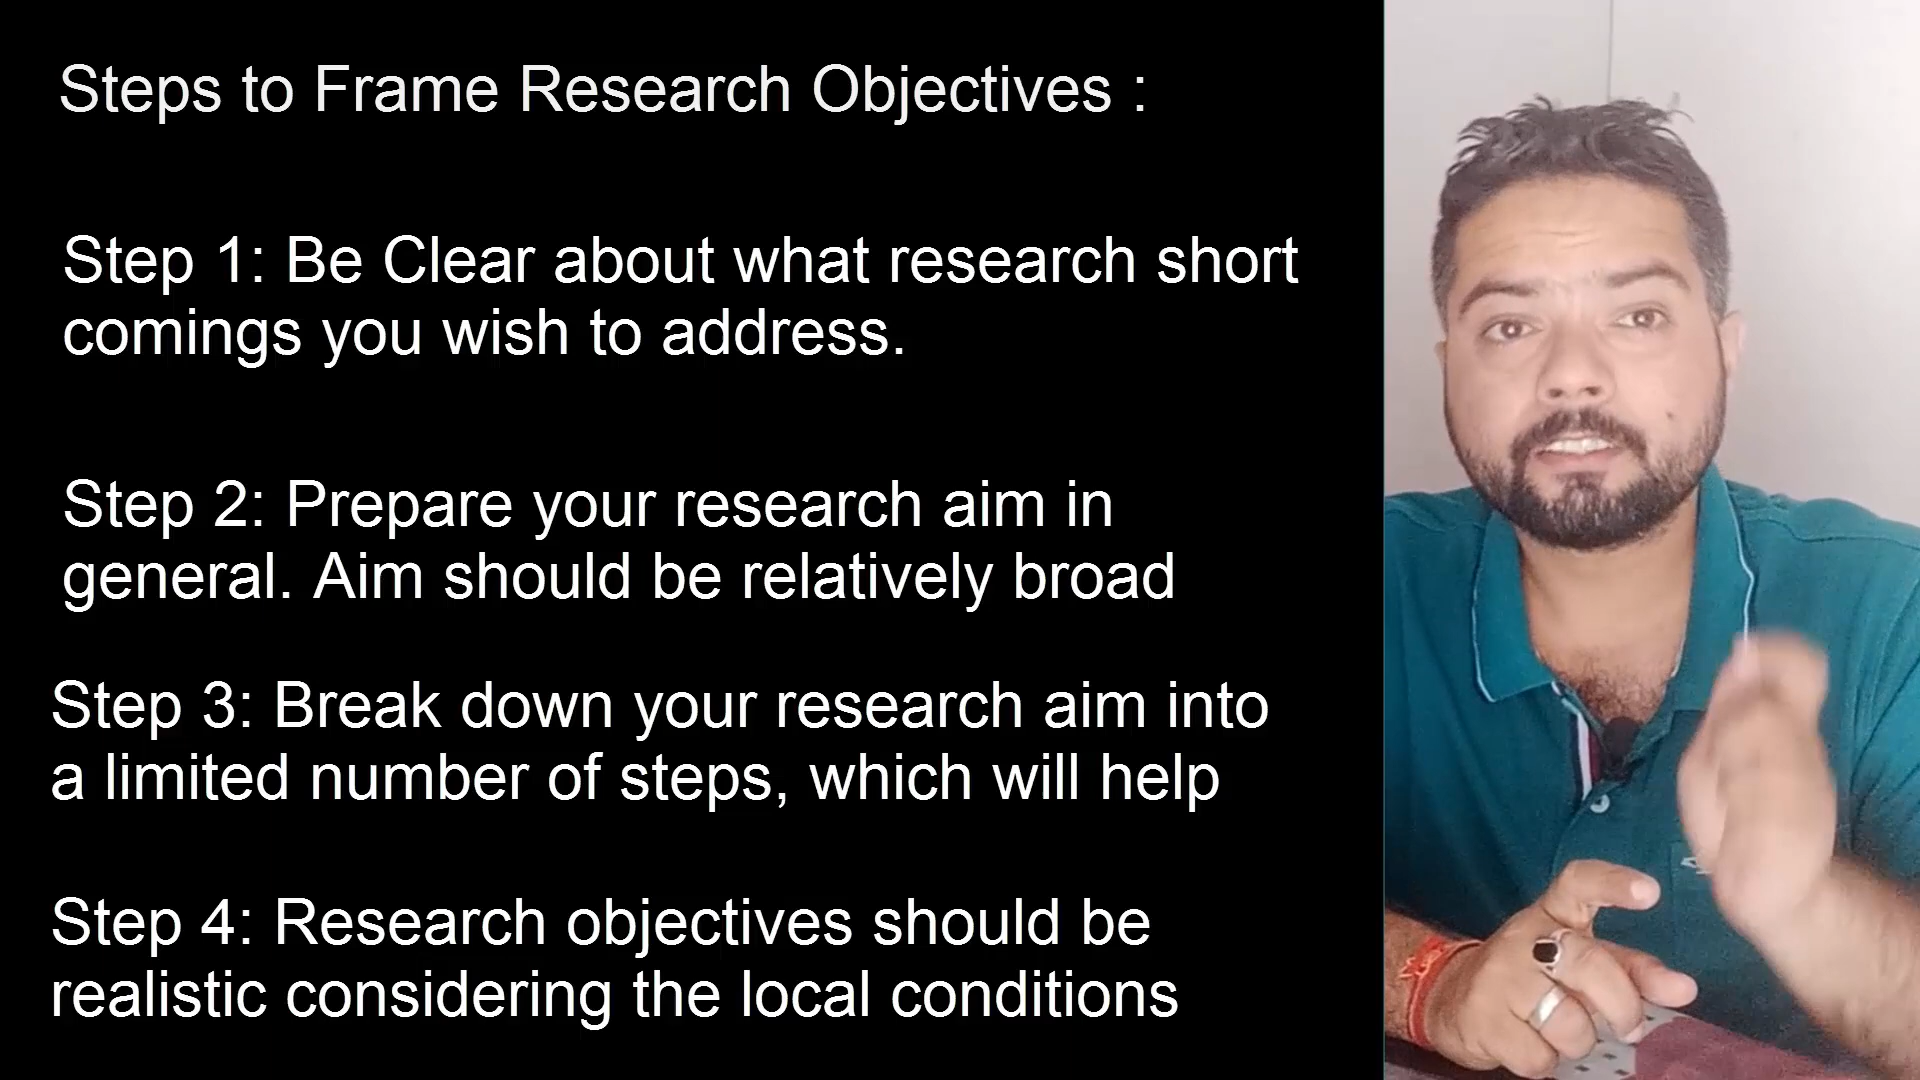 Steps to Frame Research Objectives :
Step 1: Be Clear about what research short
comings you wish to address.
Step 2: Prepare your research aim in
general. Aim should be relatively broad
Step 3: Break down your research aim into
a limited number of steps, which will help
Step 4: Research objectives should be
realistic considering the local conditions